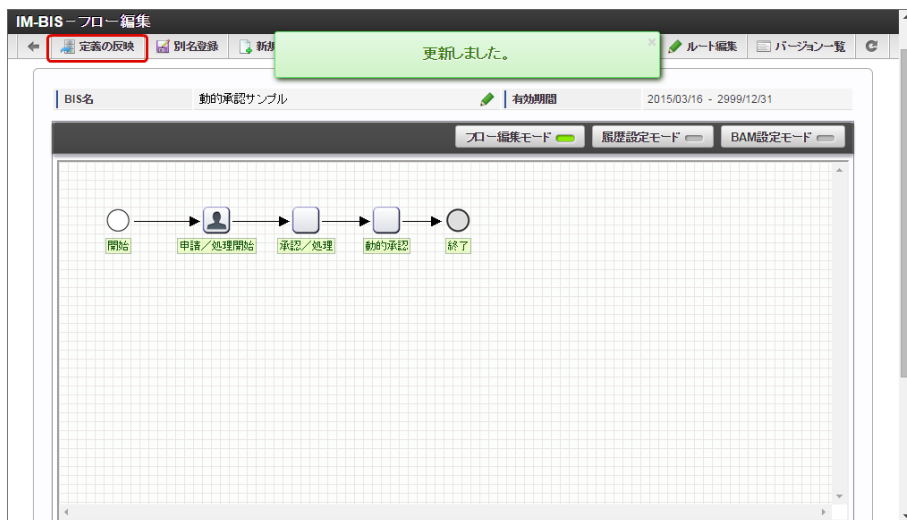 IM-BIS－フロー編集
定義の反映 別名登録 新規
更新しました。
ルート編集 バージョン一覧
BIS名 動的承認サンプル 有効期間 2015/03/16 - 2999/12/31
フロー編集モード 履歴設定モード BAM設定モード
開始 申請／処理開始 承認／処理 動的承認 終了